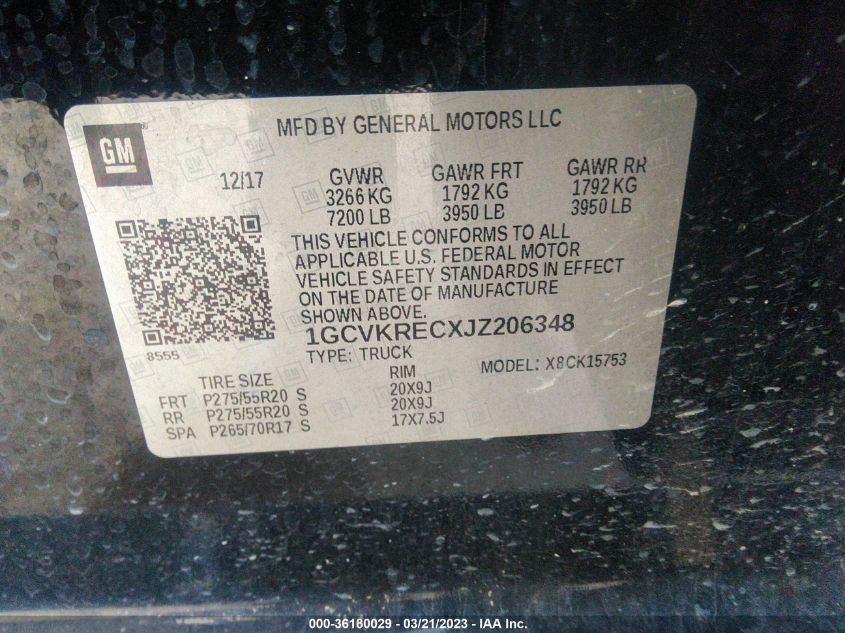 GM
MFD BY GENERAL MOTORS LLC
12/17
GVWR GAWR FRT GAWR RR
3266 KG 1792 KG 1792 KG
7200 LB 3950 LB 3950 LB
THIS VEHICLE CONFORMS TO ALL
APPLICABLE U.S. FEDERAL MOTOR
VEHICLE SAFETY STANDARDS IN EFFECT
ON THE DATE OF MANUFACTURE
SHOWN ABOVE.
8555
1GCVKRECXJZ206348
TYPE: TRUCK MODEL: X8CK15753
TIRE SIZE RIM
FRT P275/55R20 S 20X9J
RR P275/55R20 S 20X9J
SPA P265/70R17 S 17X7.5J
000-36180029 - 03/21/2023 - IAA Inc.